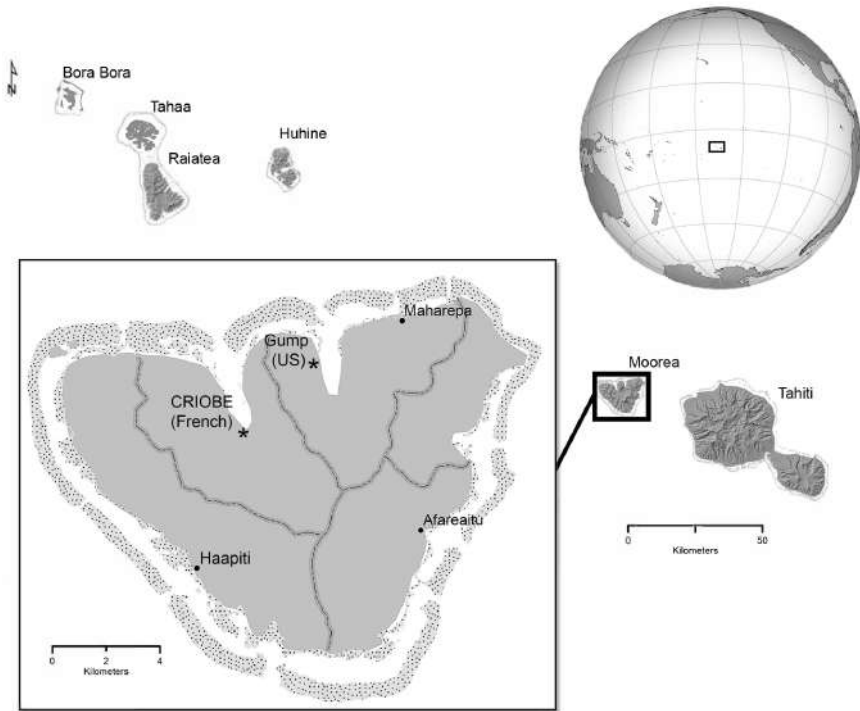 N
Bora Bora
Tahaa
Raiatea
Huhine
Maharepa
Gump
(US)
*
CRIOBE
(French)
*
Afareaitu
Haapiti
0 2 4
Kilometers
Moorea
Tahiti
0 50
Kilometers